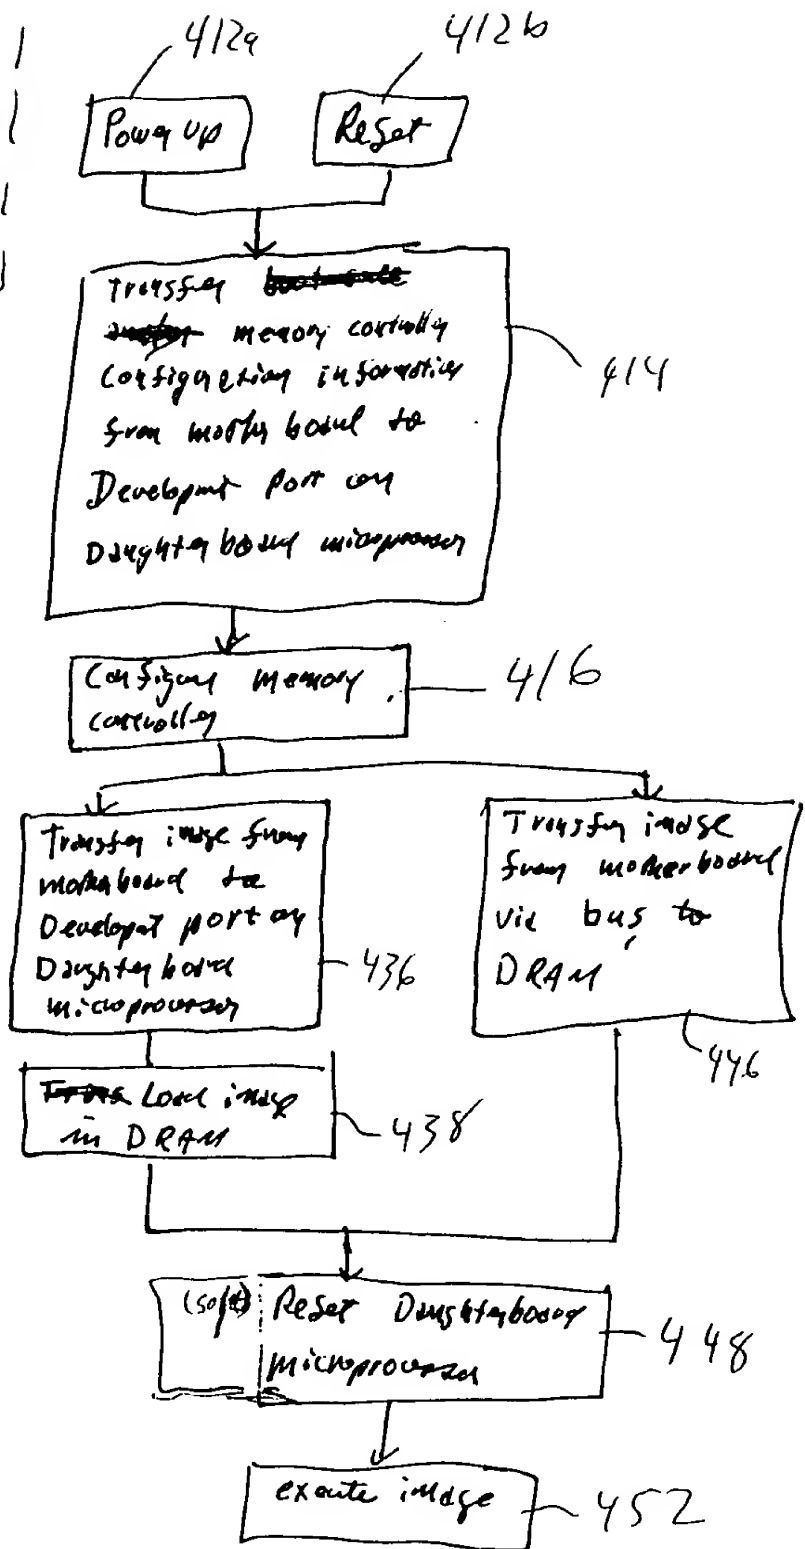 412a
412b
Power up
Reset
Transfer
memory controller
Configuration information
from motherboard to
Development Port on
Daughterboard microprocessor
414
Configure memory
controller
416
Transfer image from
motherboard to
Development port on
Daughterboard
microprocessor
436
Transfer image
from motherboard
via bus to
DRAM
446
Load image
in DRAM
438
(soft) Reset Daughterboard
microprocessor
448
execute image
452